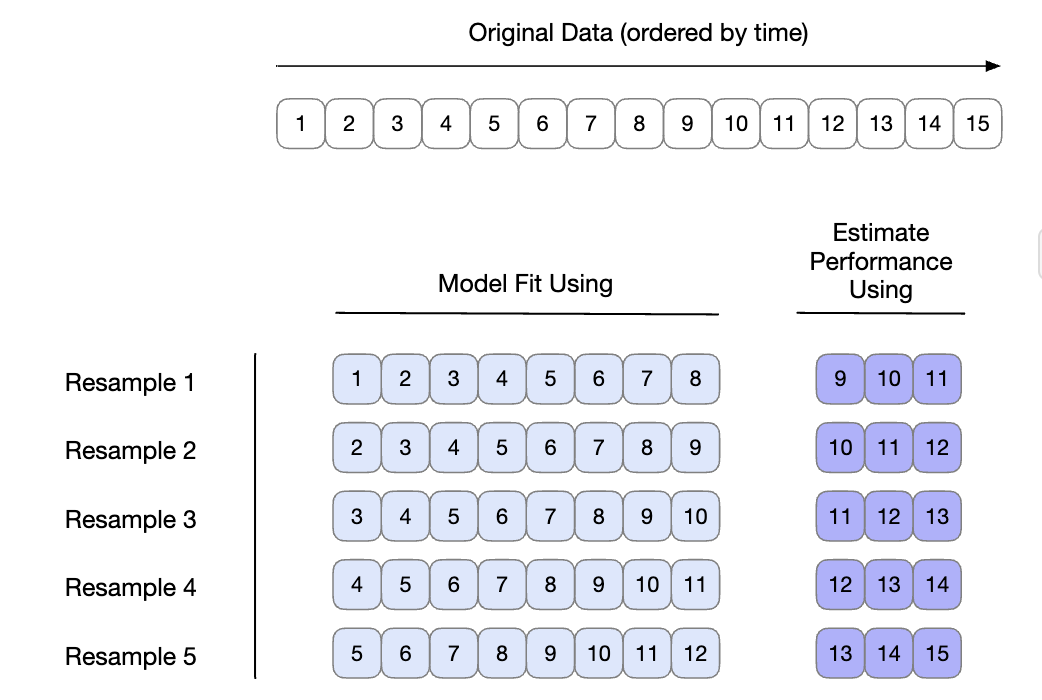 Original Data (ordered by time)
1 2 3 4 5 6 7 8 9 10 11 12 13 14 15
Estimate
Performance
Using
Model Fit Using
Resample 1 1 2 3 4 5 6 7 8 9 10 11
Resample 2 2 3 4 5 6 7 8 9 10 11 12
Resample 3 3 4 5 6 7 8 9 10 11 12 13
Resample 4 4 5 6 7 8 9 10 11 12 13 14
Resample 5 5 6 7 8 9 10 11 12 13 14 15